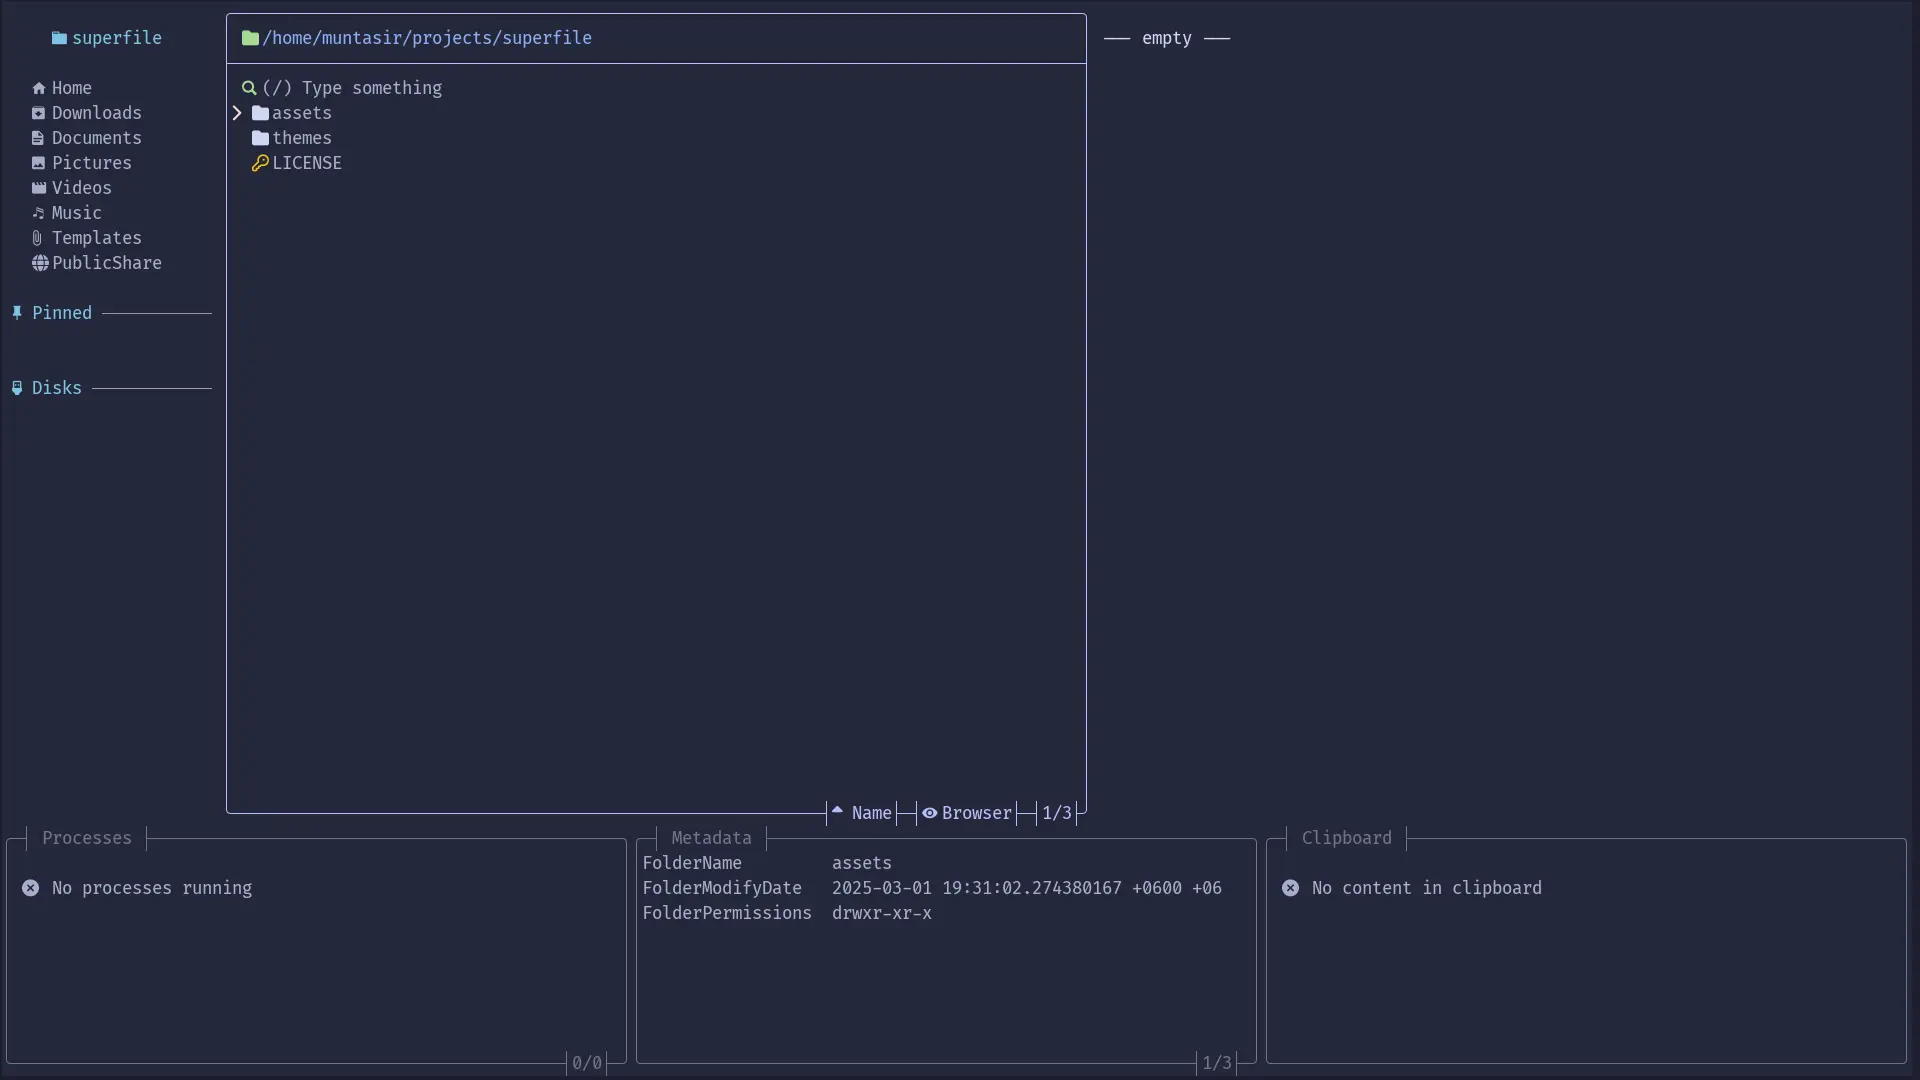 superfile
Home
Downloads
Documents
Pictures
Videos
Music
Templates
PublicShare
Pinned
Disks
/home/muntasir/projects/superfile
(/) Type something
assets
themes
LICENSE
Name
Browser
1/3
empty
Processes
No processes running
0/0
Metadata
FolderName assets
FolderModifyDate 2025-03-01 19:31:02.274380167 +0600 +06
FolderPermissions drwxr-xr-x
1/3
Clipboard
No content in clipboard